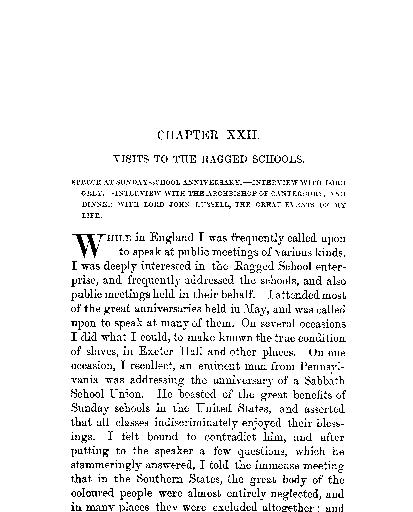 CHAPTER XXII.
VISITS TO THE RAGGED SCHOOLS.
SPEECH AT SUNDAY-SCHOOL ANNIVERSARY.—INTERVIEW WITH LORD
GREY.—INTERVIEW WITH THE ARCHBISHOP OF CANTERBURY, AND
DINNER WITH LORD JOHN RUSSELL, THE GREAT EVENTS OF MY
LIFE.
WHILE in England I was frequently called upon
to speak at public meetings of various kinds.
I was deeply interested in the Ragged School enter-
prise, and frequently addressed the schools, and also
public meetings held in their behalf. I attended most
of the great anniversaries held in May, and was called
upon to speak at many of them. On several occasions
I did what I could, to make known the true condition
of slaves, in Exeter Hall and other places. On one
occasion, I recollect, an eminent man from Pennsyl-
vania was addressing the anniversary of a Sabbath
School Union. He boasted of the great benefits of
Sunday schools in the United States, and asserted
that all classes indiscriminately enjoyed their bless-
ings. I felt bound to contradict him, and after
putting to the speaker a few questions, which he
stammeringly answered, I told the immense meeting
that in the Southern States, the great body of the
coloured people were almost entirely neglected, and
in many places they were excluded altogether; and